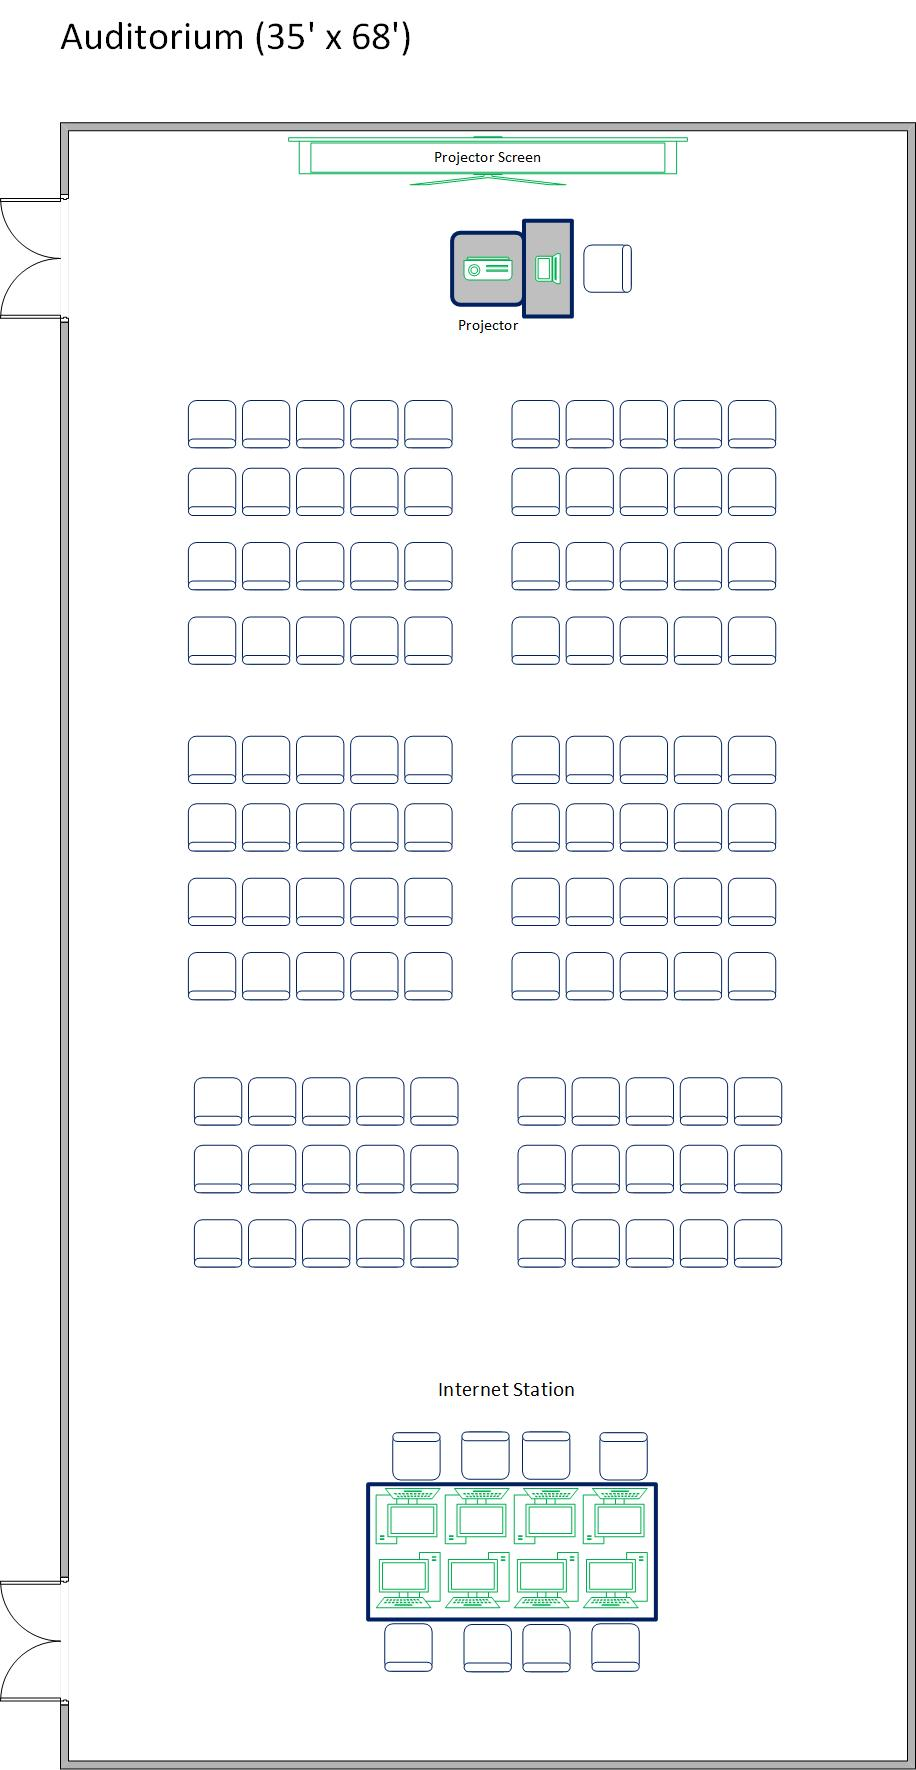 Auditorium (35' x 68')
Projector Screen
Projector
Internet Station